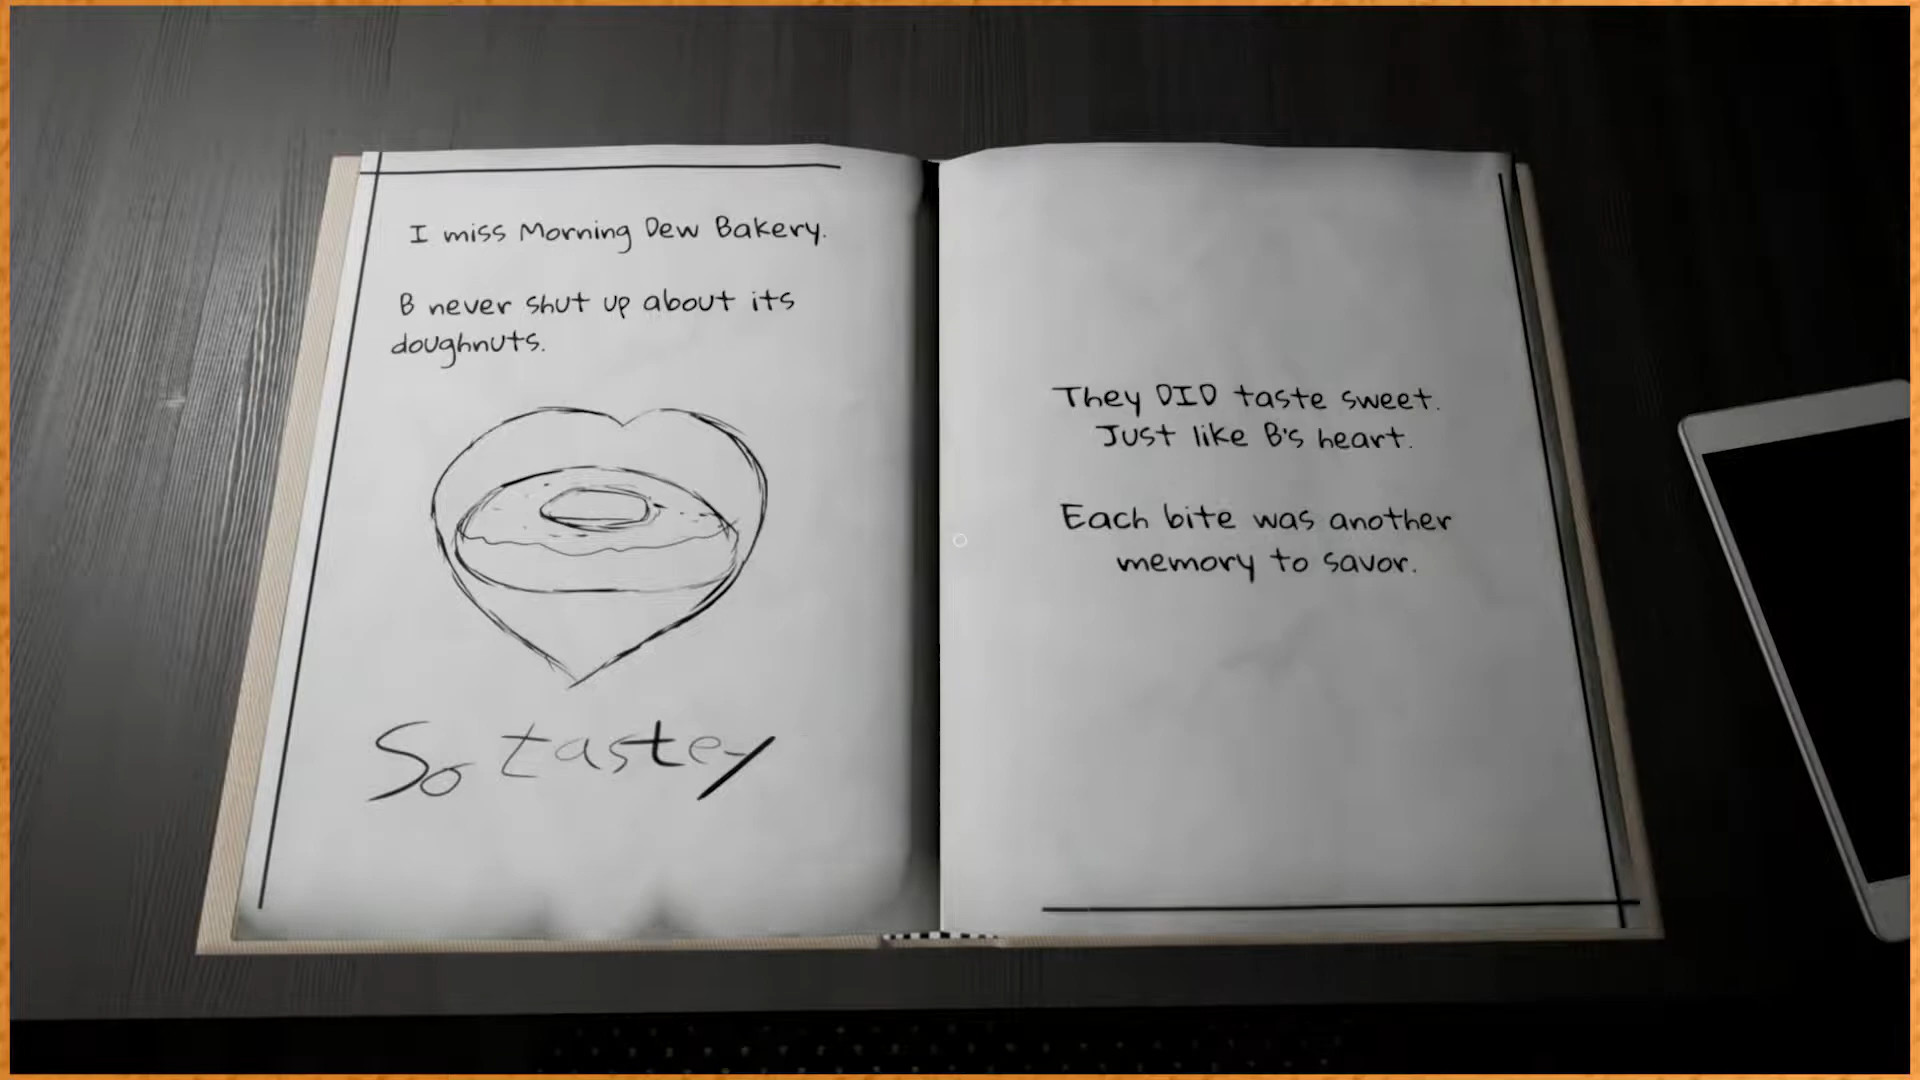 I miss Morning Dew Bakery.
B never shut up about its
doughnuts.
So tastey
They DID taste sweet.
Just like B's heart.
Each bite was another
memory to savor.